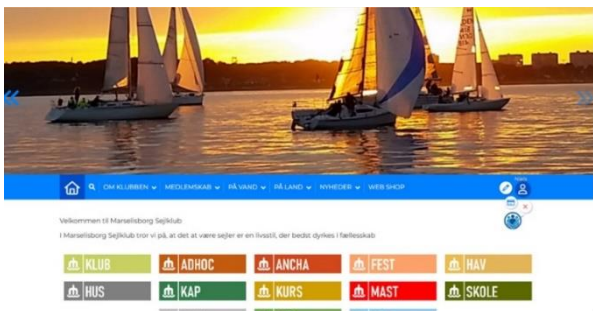 OM KLUBBEN MEDLEMSKAB PÅ VAND PÅ LAND NYHEDER WEB SHOP
Velkommen til Marselisborg Sejlklub
I Marselisborg Sejlklub tror vi på, at det at være sejler er en livsstil, der bedst dyrkes i fællesskab
KLUB ADHOC ANCHA FEST HAV
HUS KAP KURS MAST SKOLE